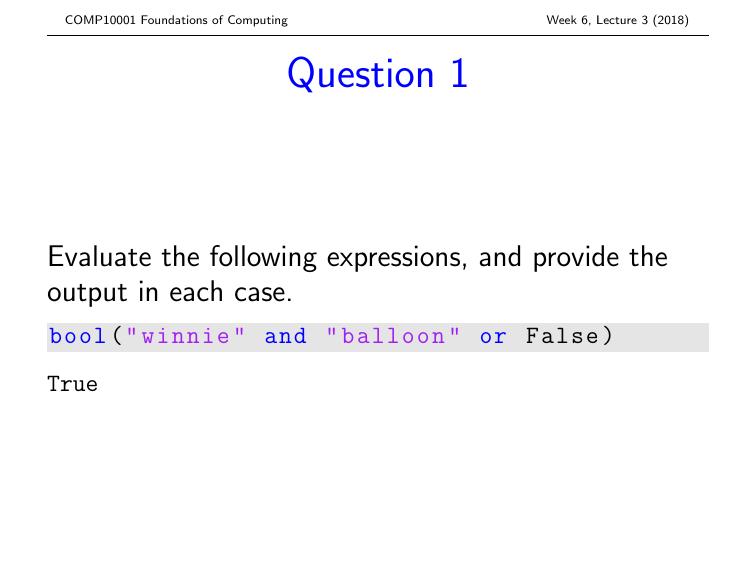 COMP10001 Foundations of Computing Week 6, Lecture 3 (2018)
Question 1
Evaluate the following expressions, and provide the
output in each case.
bool("winnie" and "balloon" or False)
True